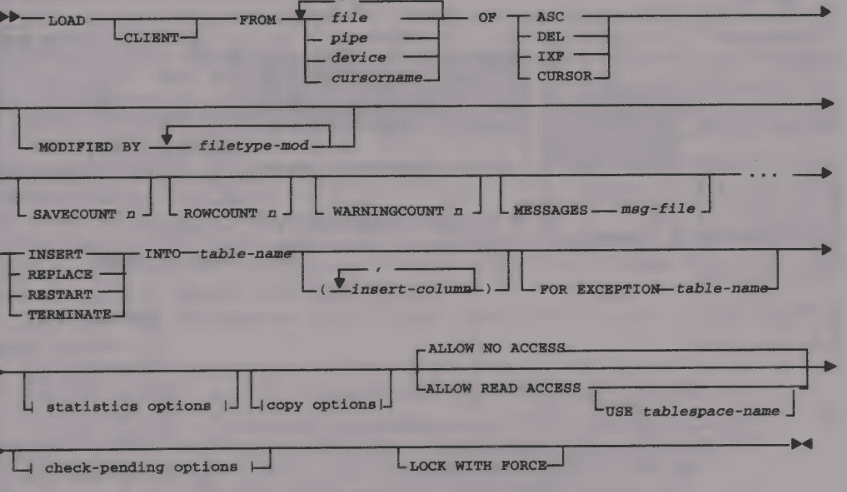 LOAD CLIENT FROM file OF ASC
pipe DEL
device IXF
cursorname CURSOR
MODIFIED BY filetype-mod
...
SAVECOUNT n ROWCOUNT n WARNINGCOUNT n MESSAGES msg-file
INSERT INTO table-name
REPLACE
RESTART
TERMINATE
,
( insert-column ) FOR EXCEPTION table-name
ALLOW NO ACCESS
ALLOW READ ACCESS
statistics options copy options USE tablespace-name
check-pending options LOCK WITH FORCE